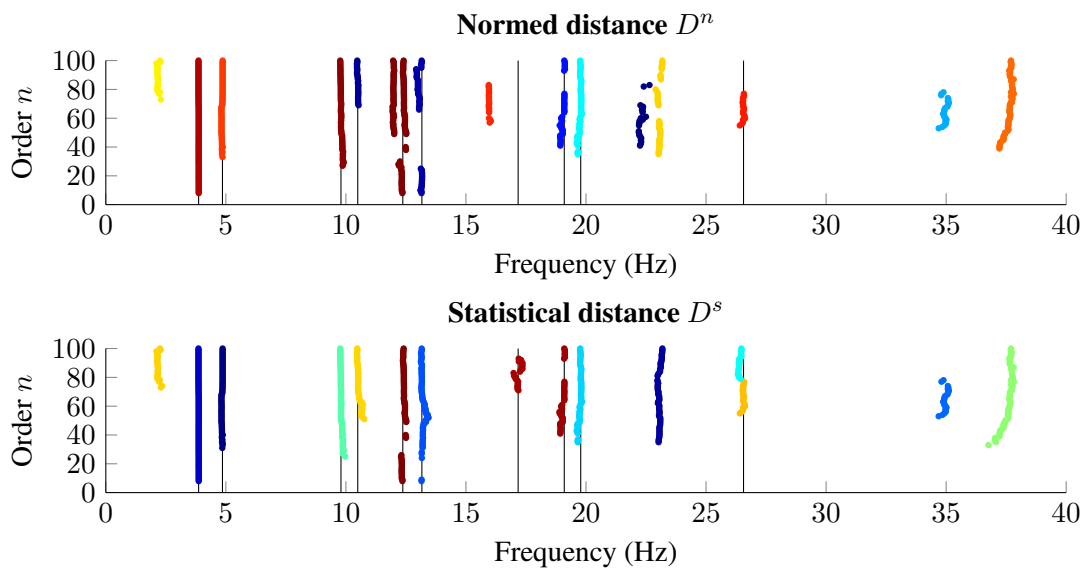 Normed distance Dⁿ
100
80
60
40
20
0
Order n
0 5 10 15 20 25 30 35 40
Frequency (Hz)
Statistical distance Dˢ
100
80
60
40
20
0
Order n
0 5 10 15 20 25 30 35 40
Frequency (Hz)